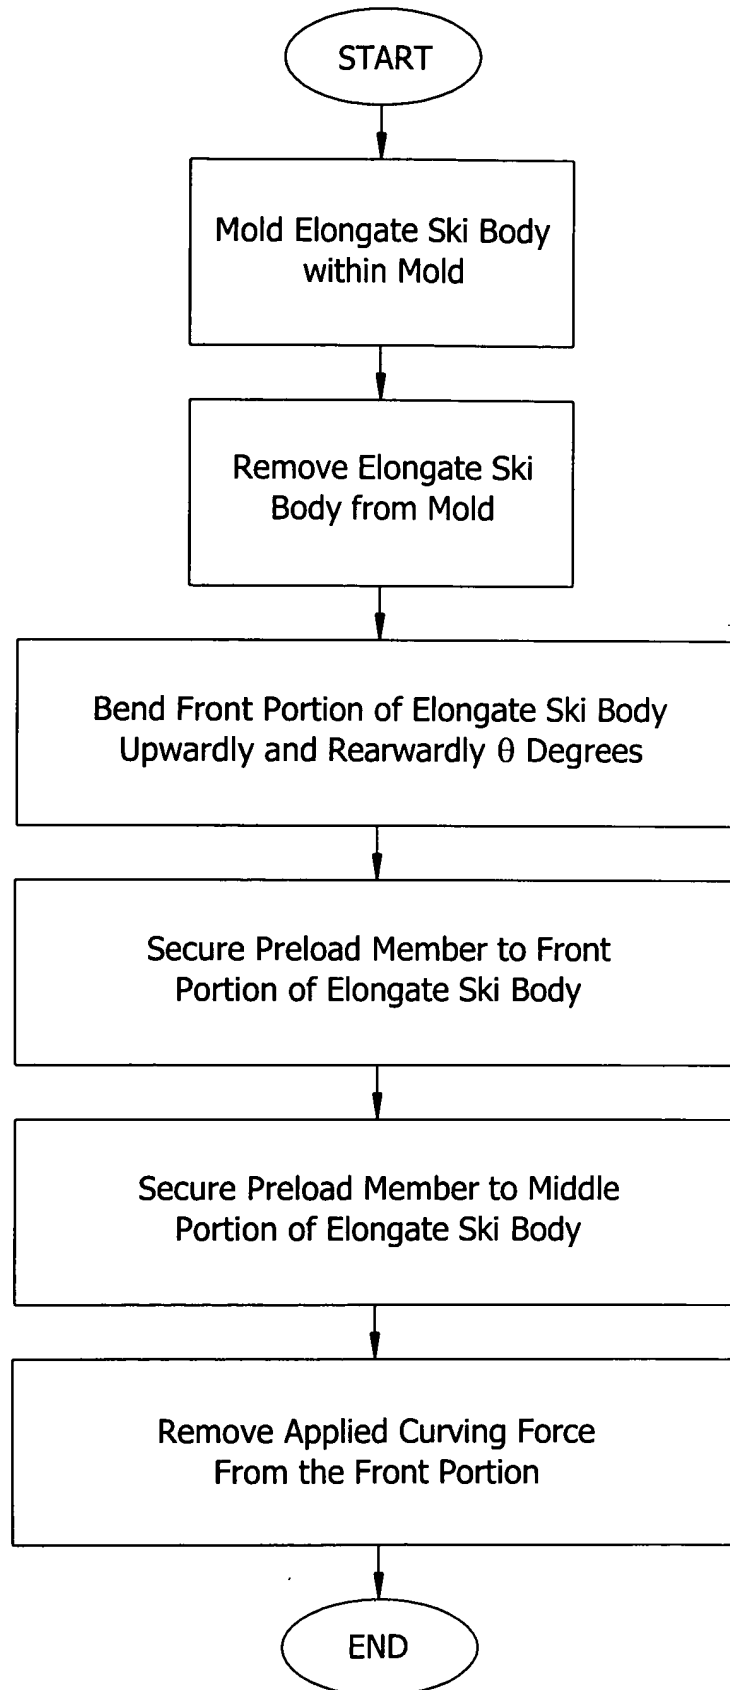 START
Mold Elongate Ski Body
within Mold
Remove Elongate Ski
Body from Mold
Bend Front Portion of Elongate Ski Body
Upwardly and Rearwardly θ Degrees
Secure Preload Member to Front
Portion of Elongate Ski Body
Secure Preload Member to Middle
Portion of Elongate Ski Body
Remove Applied Curving Force
From the Front Portion
END